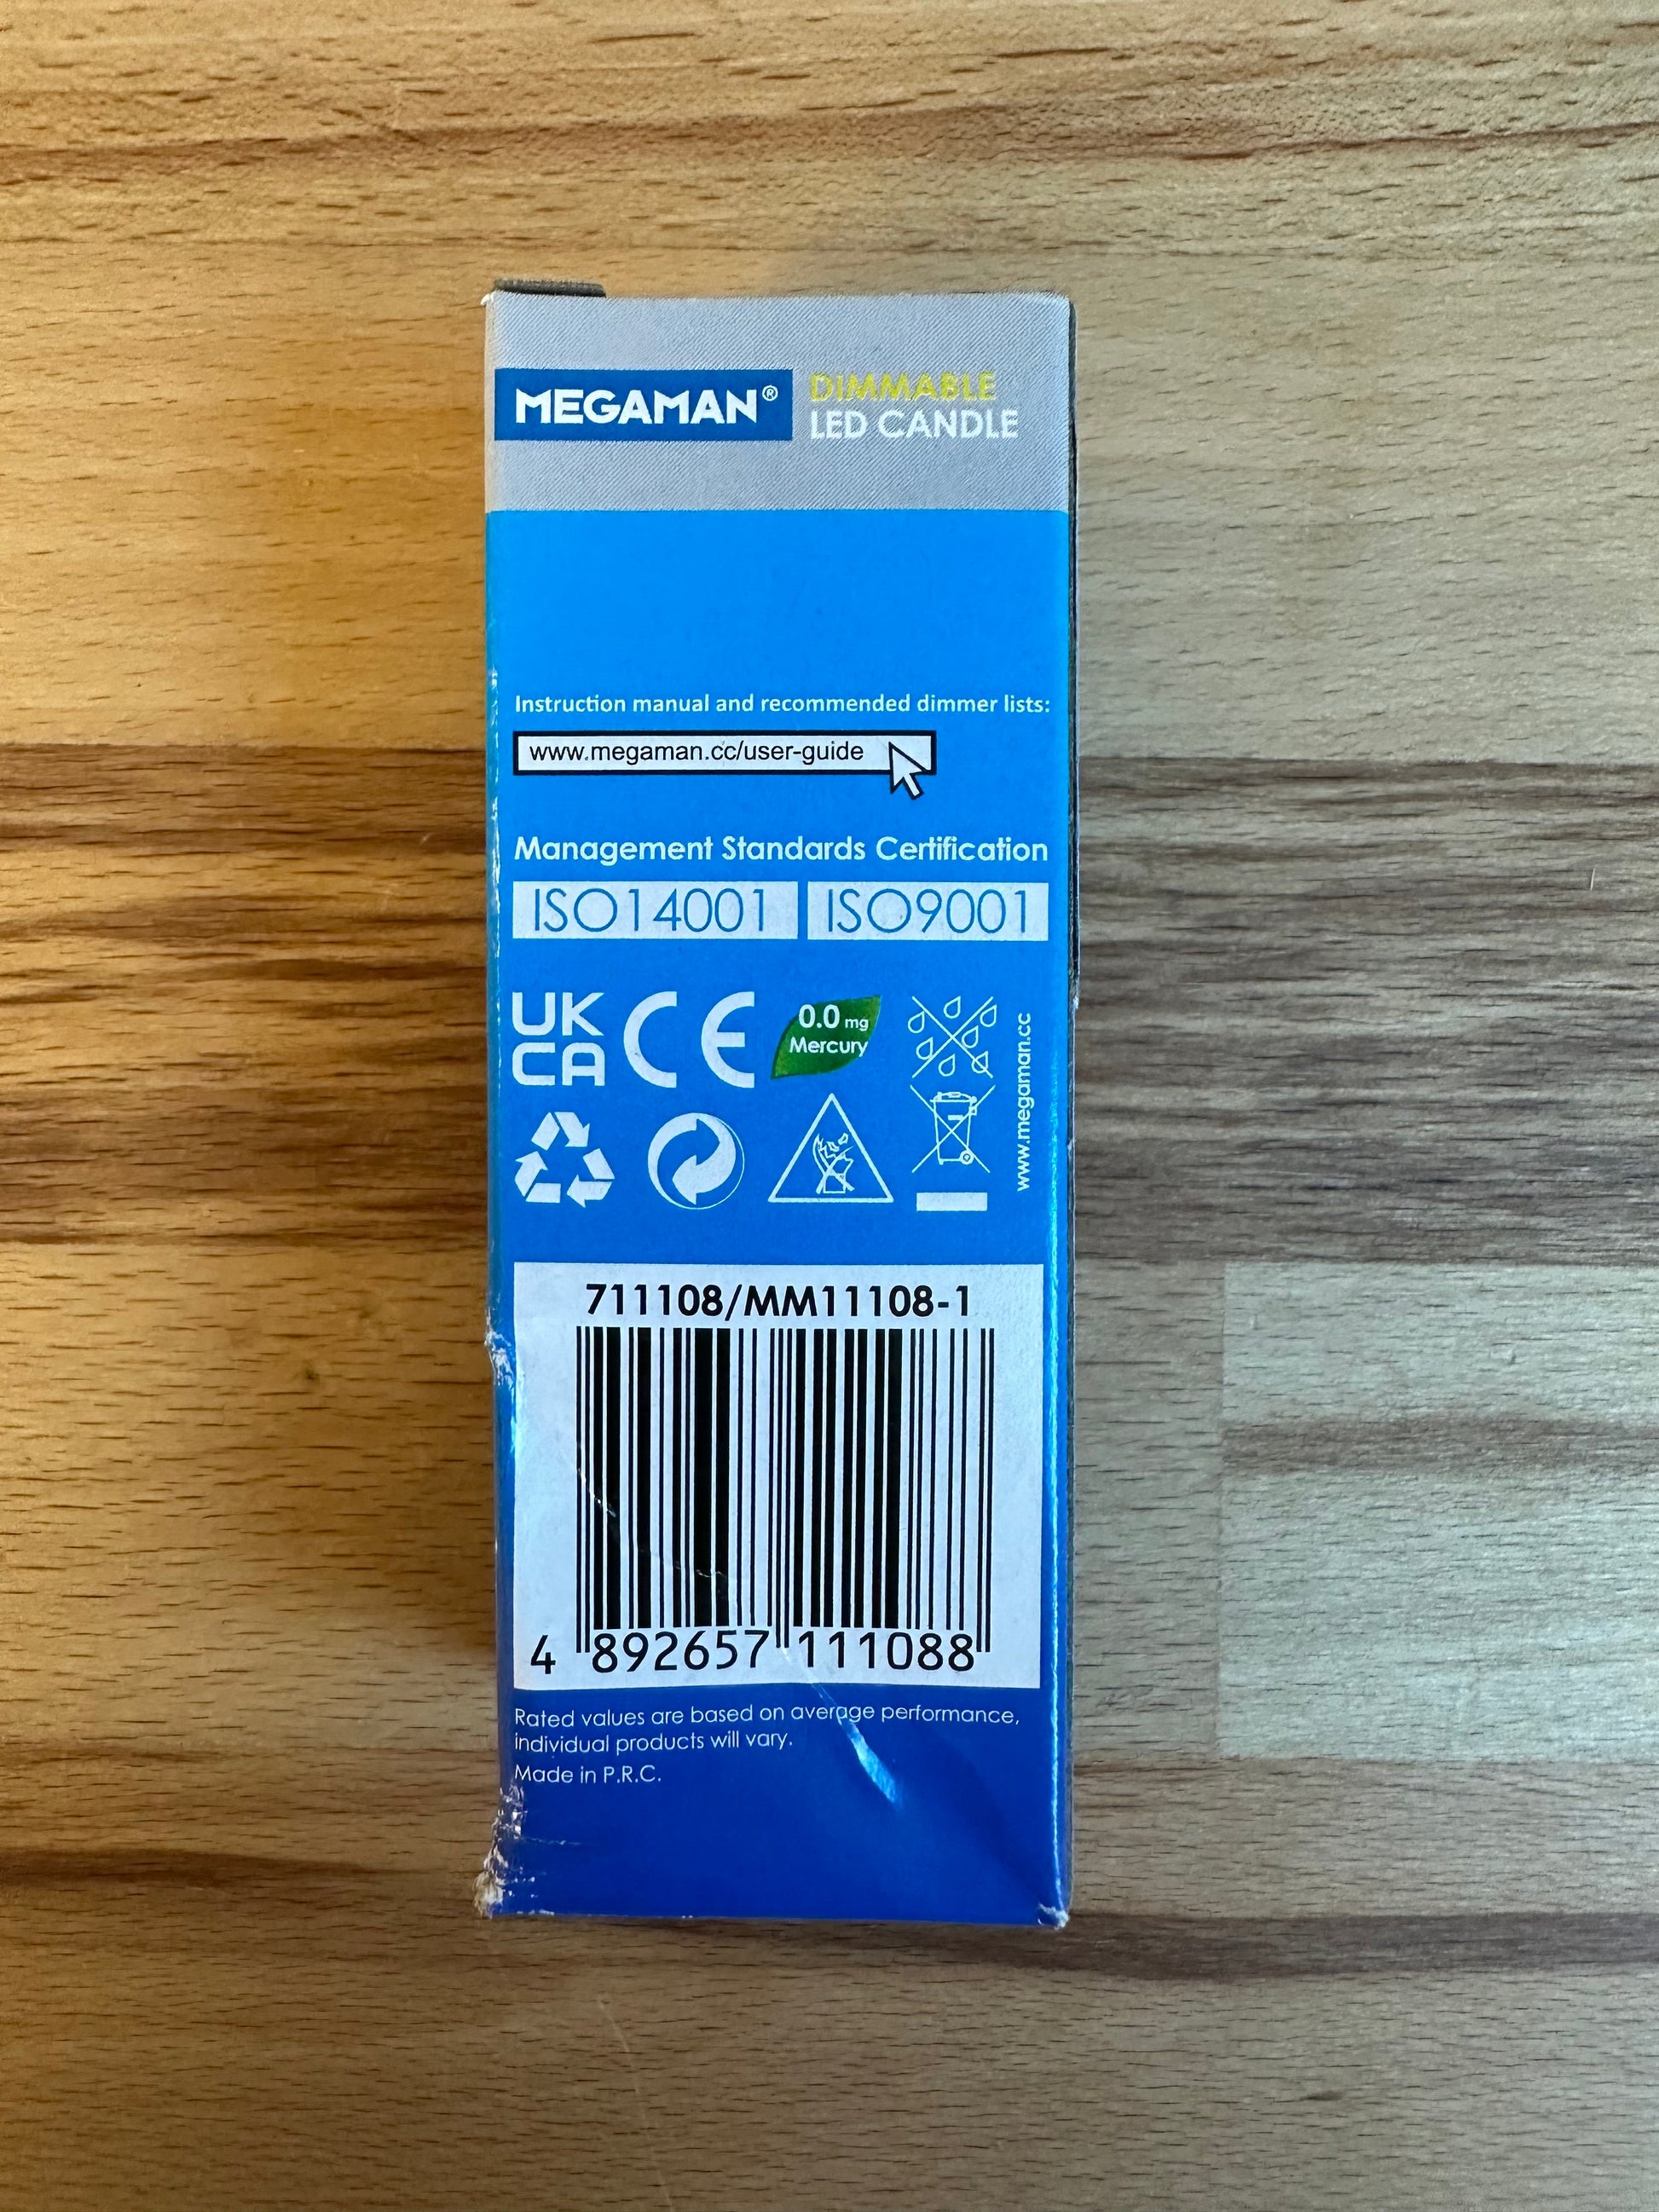 MEGAMAN®
DIMMABLE
LED CANDLE
Instruction manual and recommended dimmer lists:
www.megaman.cc/user-guide
Management Standards Certification
ISO14001 ISO9001
UK
CA
CE
0.0 mg
Mercury
www.megaman.cc
711108/MM11108-1
4 892657 111088
Rated values are based on average performance,
individual products will vary.
Made in P.R.C.